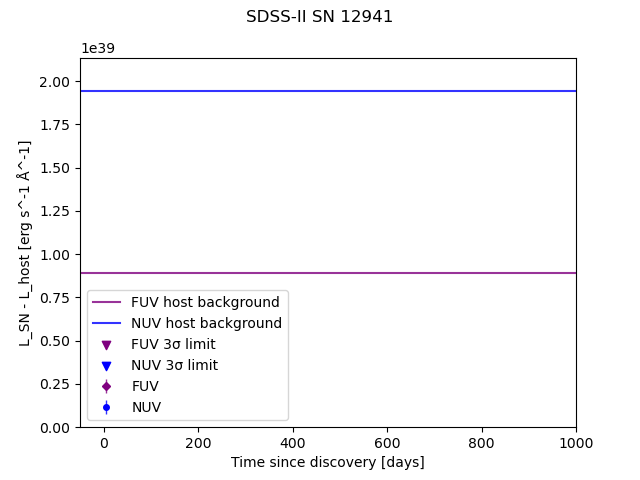 SDSS-II SN 12941
1e39
2.00
1.75
1.50
1.25
1.00
0.75
0.50
0.25
0.00
L_SN - L_host [erg s^-1 Å^-1]
FUV host background
NUV host background
FUV 3σ limit
NUV 3σ limit
FUV
NUV
0 200 400 600 800 1000
Time since discovery [days]